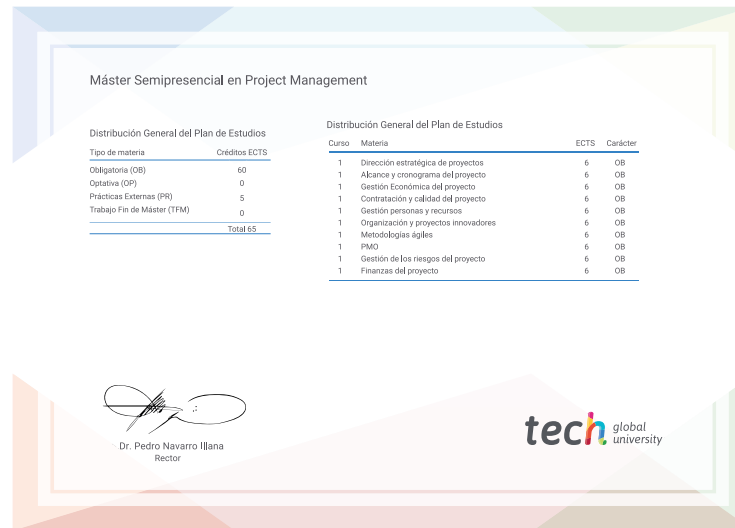 Máster Semipresencial en Project Management
Distribución General del Plan de Estudios
Tipo de materia Créditos ECTS
Obligatoria (OB) 60
Optativa (OP) 0
Prácticas Externas (PR) 5
Trabajo Fin de Máster (TFM) 0
Total 65
Distribución General del Plan de Estudios
Curso Materia ECTS Carácter
1 Dirección estratégica de proyectos 6 OB
1 Alcance y cronograma del proyecto 6 OB
1 Gestión Económica del proyecto 6 OB
1 Contratación y calidad del proyecto 6 OB
1 Gestión personas y recursos 6 OB
1 Organización y proyectos innovadores 6 OB
1 Metodologías ágiles 6 OB
1 PMO 6 OB
1 Gestión de los riesgos del proyecto 6 OB
1 Finanzas del proyecto 6 OB
Dr. Pedro Navarro Illana
Rector
tech global
university